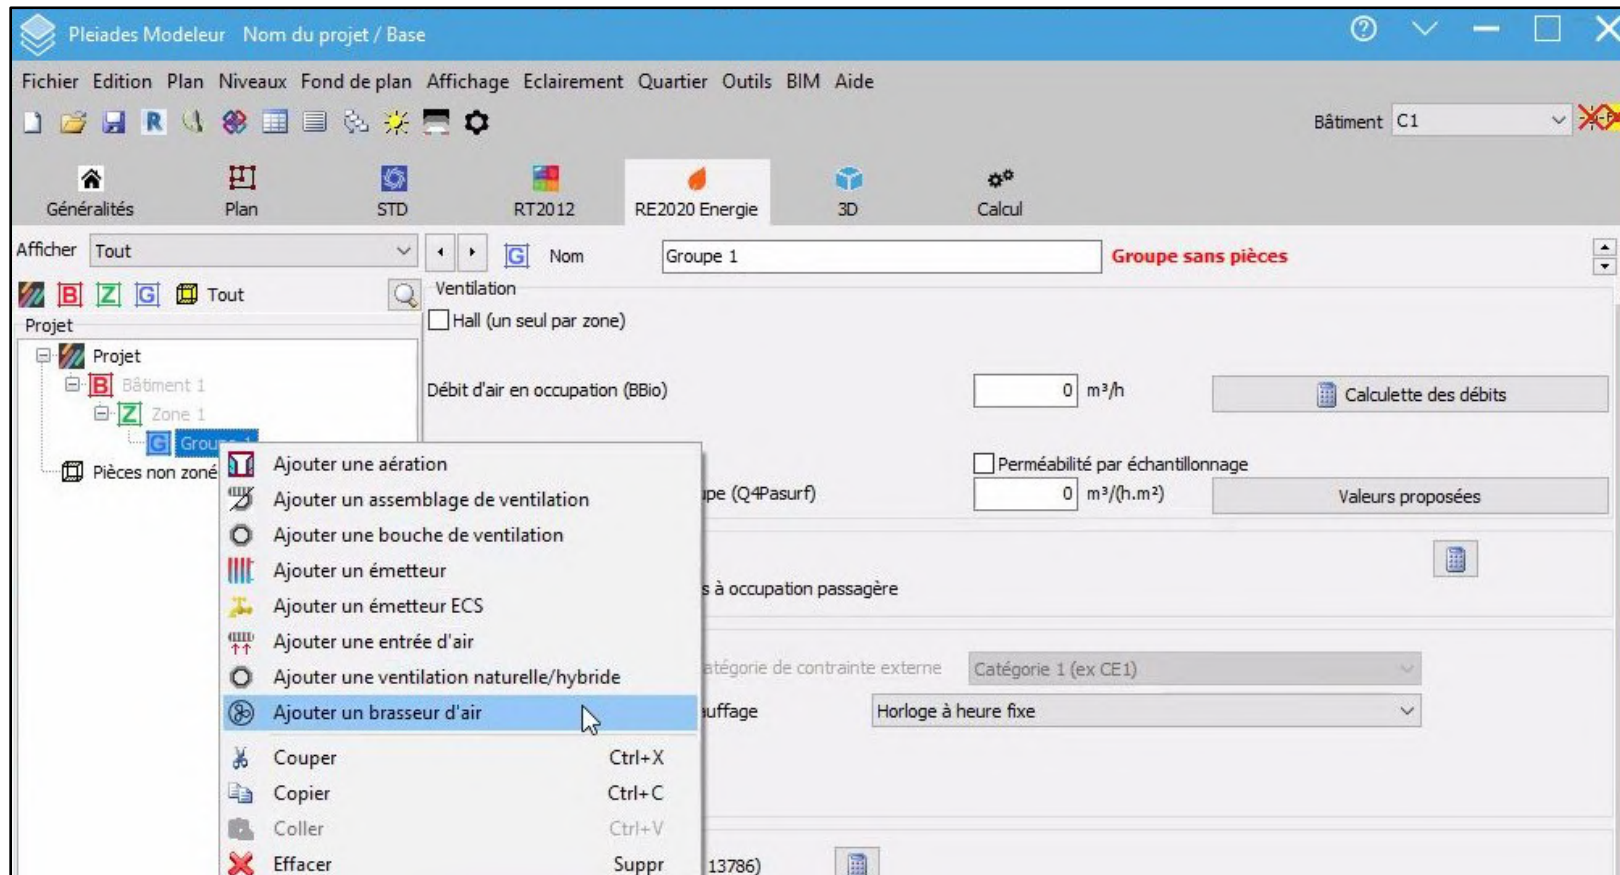 Pleiades Modeleur Nom du projet / Base
Fichier Edition Plan Niveaux Fond de plan Affichage Eclairement Quartier Outils BIM Aide
Bâtiment C1
Généralités Plan STD RT2012 RE2020 Energie 3D Calcul
Afficher Tout
G Nom Groupe 1 Groupe sans pièces
B Z G Tout
Ventilation
Projet
Hall (un seul par zone)
Projet
B Bâtiment 1
Débit d'air en occupation (BBio) 0 m³/h Calculette des débits
Z Zone 1
G Groupe 1
Pièces non zoné
Ajouter une aération
Perméabilité par échantillonnage
Ajouter un assemblage de ventilation
upe (Q4Pasurf) 0 m³/(h.m²) Valeurs proposées
Ajouter une bouche de ventilation
Ajouter un émetteur
s à occupation passagère
Ajouter un émetteur ECS
Ajouter une entrée d'air
atégorie de contrainte externe Catégorie 1 (ex CE1)
Ajouter une ventilation naturelle/hybride
Ajouter un brasseur d'air
auffage Horloge à heure fixe
Couper Ctrl+X
Copier Ctrl+C
Coller Ctrl+V
Effacer Suppr
13786)